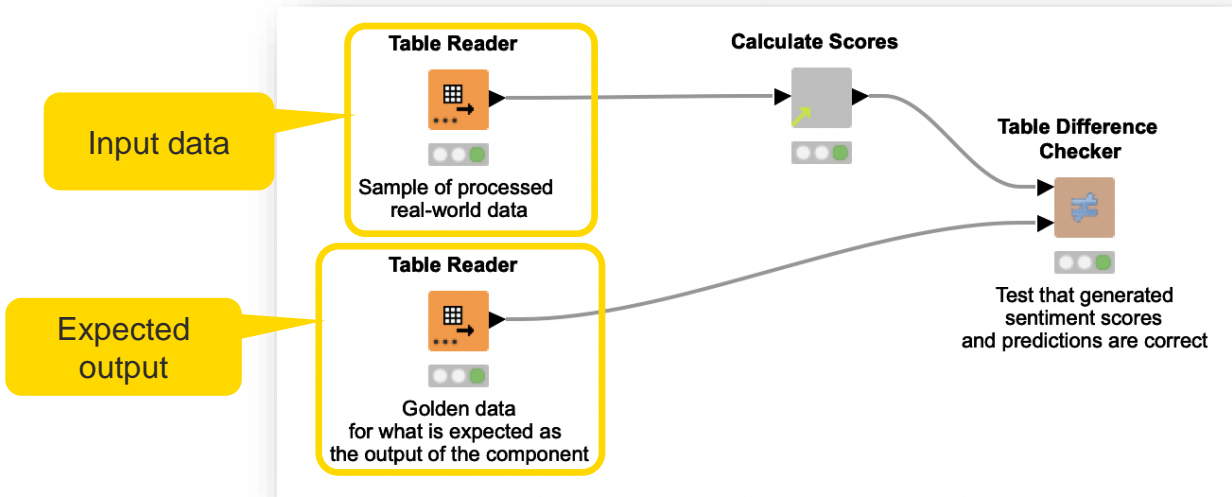 Table Reader
Input data
Sample of processed
real-world data
Calculate Scores
Table Difference
Checker
Test that generated
sentiment scores
and predictions are correct
Table Reader
Expected
output
Golden data
for what is expected as
the output of the component